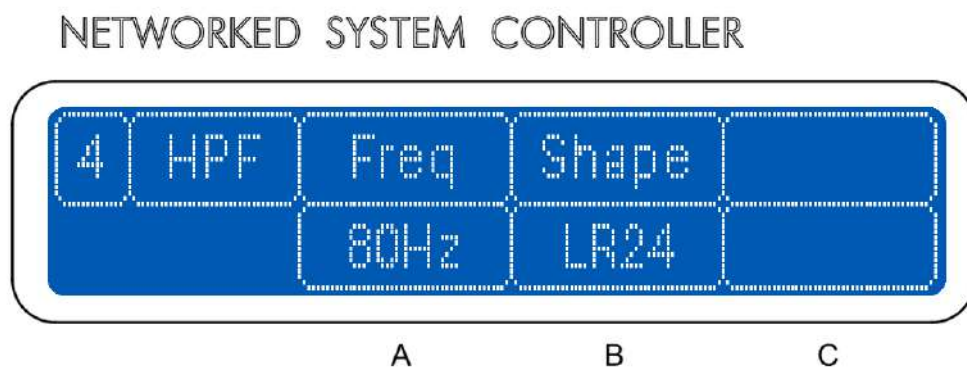 NETWORKED SYSTEM CONTROLLER
4 HPF Freq Shape
80Hz LR24
A B C